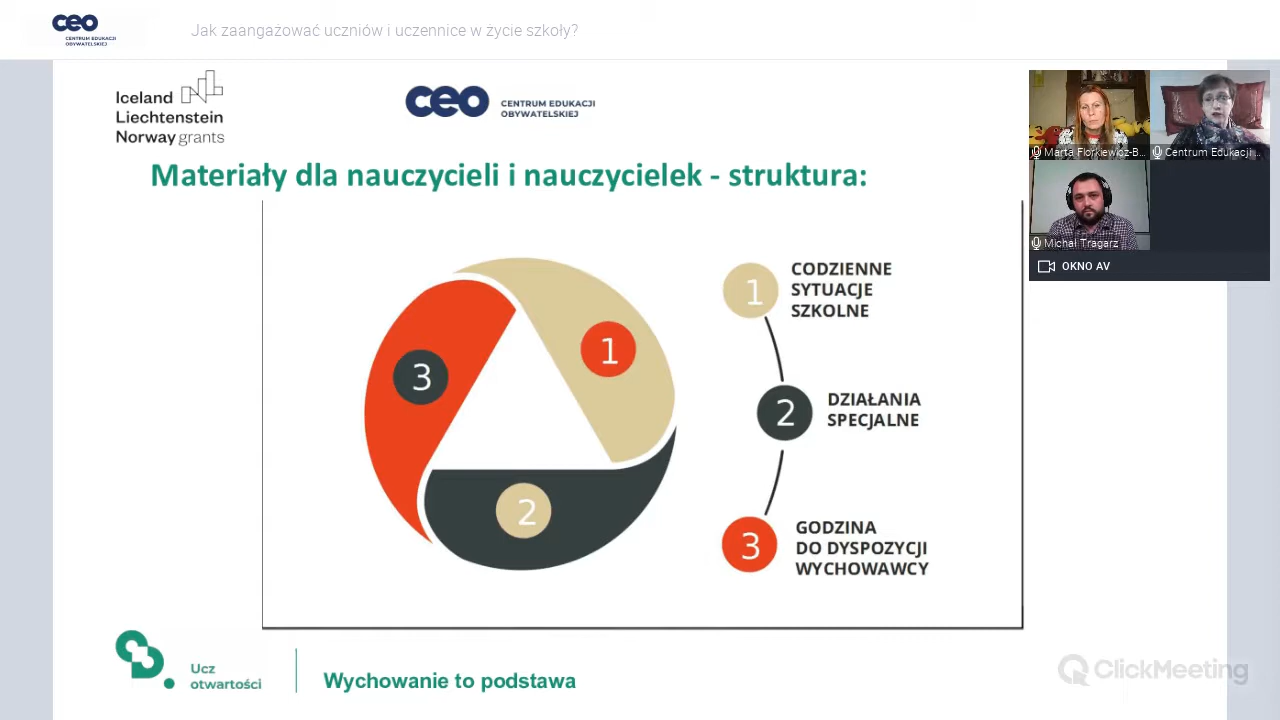 ceo
CENTRUM EDUKACJI
OBYWATELSKIEJ
Jak zaangażować uczniów i uczennice w życie szkoły?
Iceland
Liechtenstein
Norway grants
ceo
CENTRUM EDUKACJI
OBYWATELSKIEJ
Marta Florkiewicz-B...
Centrum Edukacji...
Michał Tragarz
OKNO AV
Materiały dla nauczycieli i nauczycielek - struktura:
1
2
3
1
CODZIENNE
SYTUACJE
SZKOLNE
2
DZIAŁANIA
SPECJALNE
3
GODZINA
DO DYSPOZYCJI
WYCHOWAWCY
Ucz
otwartości
Wychowanie to podstawa
ClickMeeting